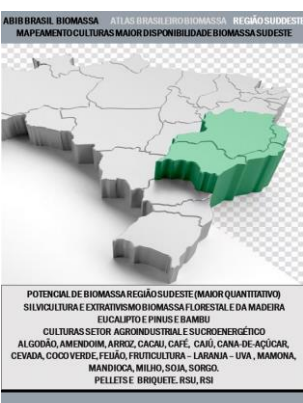 ABIB BRASIL BIOMASSA ATLAS BRASILEIRO BIOMASSA REGIÃO SUDDESTE
MAPEAMENTO CULTURAS MAIOR DISPONIBILIDADE BIOMASSA SUDESTE
POTENCIAL DE BIOMASSA REGIÃO SUDESTE (MAIOR QUANTITATIVO)
SILVICULTURA E EXTRATIVISMO BIOMASSA FLORESTAL E DA MADEIRA
EUCALIPTO E PINUS E BAMBU
CULTURAS SETOR AGROINDUSTRIAL E SUCROENERGÉTICO
ALGODÃO, AMENDOIM, ARROZ, CACAU, CAFÉ, CAJÚ, CANA-DE-AÇÚCAR,
CEVADA, COCO VERDE, FEIJÃO, FRUTICULTURA – LARANJA – UVA , MAMONA,
MANDIOCA, MILHO, SOJA, SORGO.
PELLETS E BRIQUETE. RSU, RSI